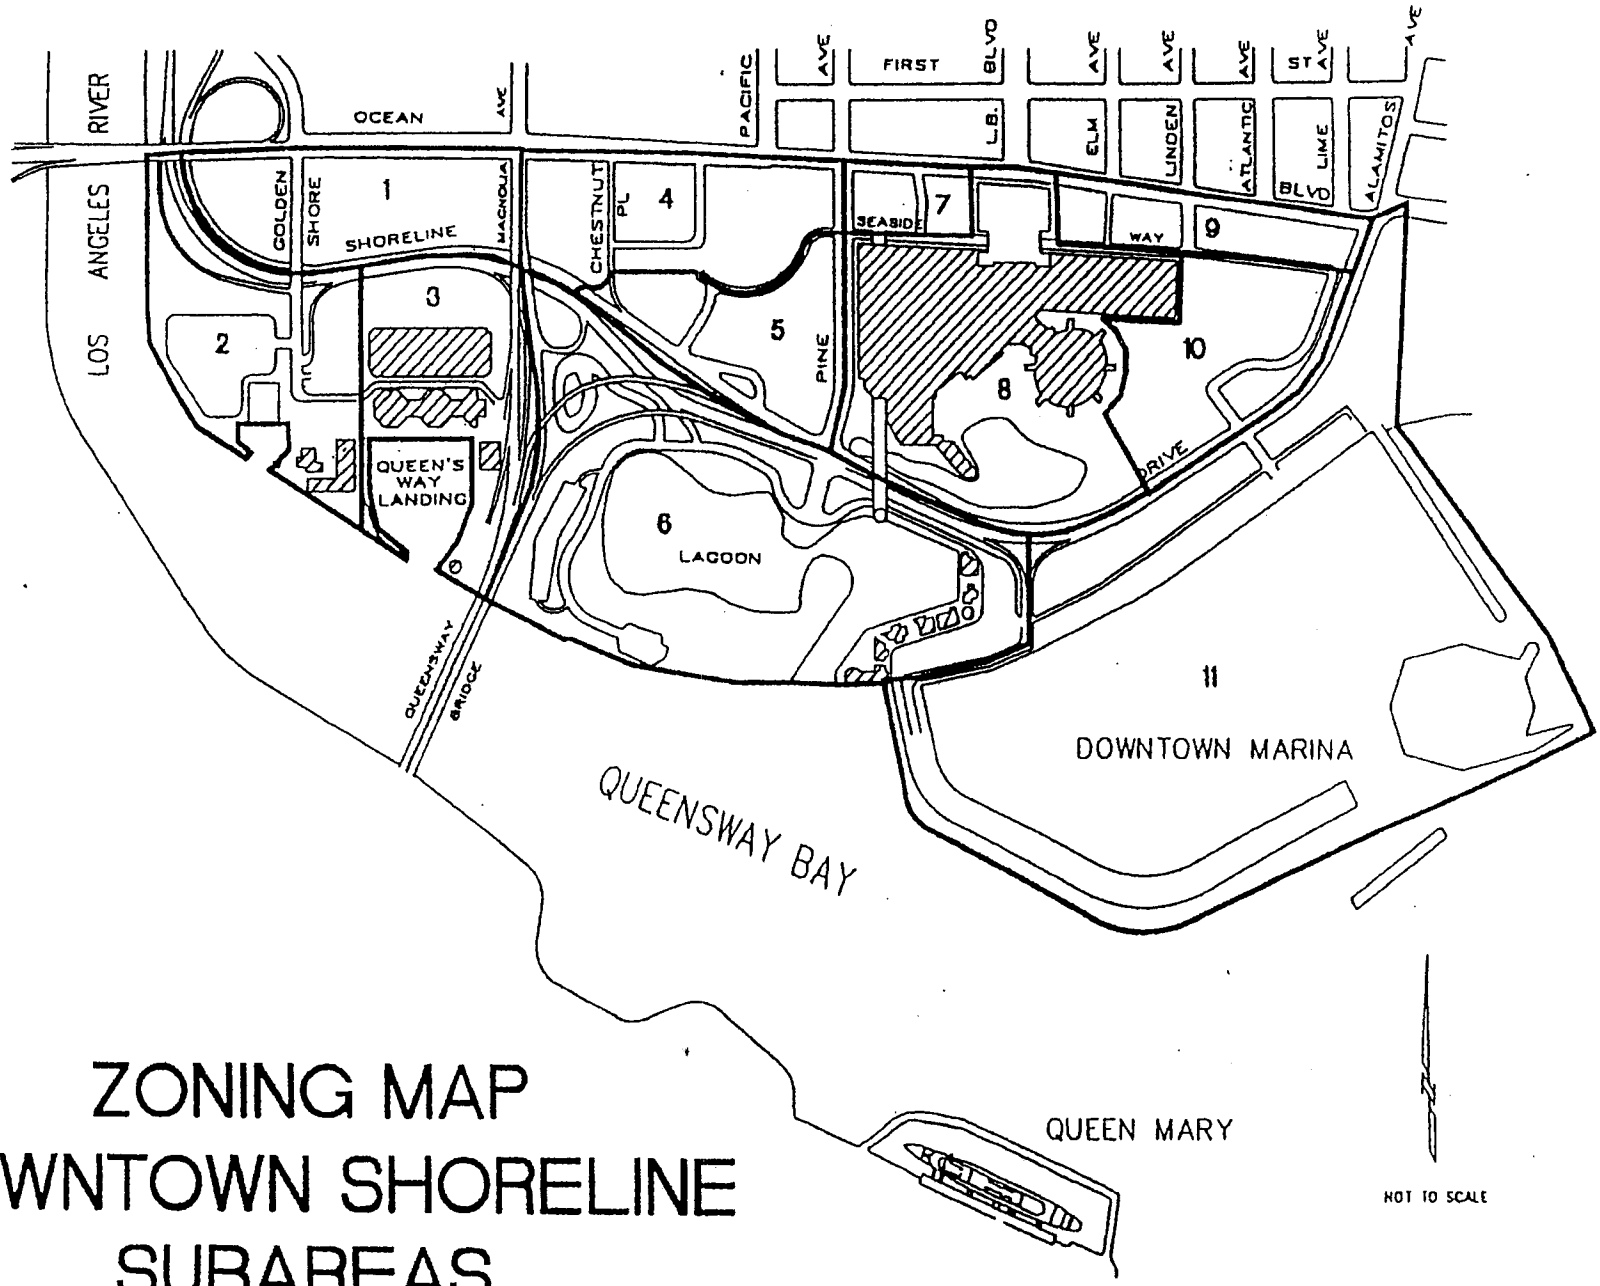 AVE
BLVD
AVE
AVE
AVE
AVE
ST
AVE
FIRST
PACIFIC
L.B.
ELM
LINDEN
ATLANTIC
LIME
ALAMITOS
RIVER
OCEAN
AVE
BLVD
LOS ANGELES
GOLDEN
SHORE
1
MAGNOLIA
CHESTNUT
PL
4
7
SEASIDE
WAY
9
SHORELINE
2
3
5
PINE
8
10
DRIVE
QUEEN'S
WAY
LANDING
6
LAGOON
QUEENSWAY
BRIDGE
11
DOWNTOWN MARINA
QUEENSWAY BAY
N
ZONING MAP
WNTOWN SHORELINE
SUBAREAS
QUEEN MARY
NOT TO SCALE